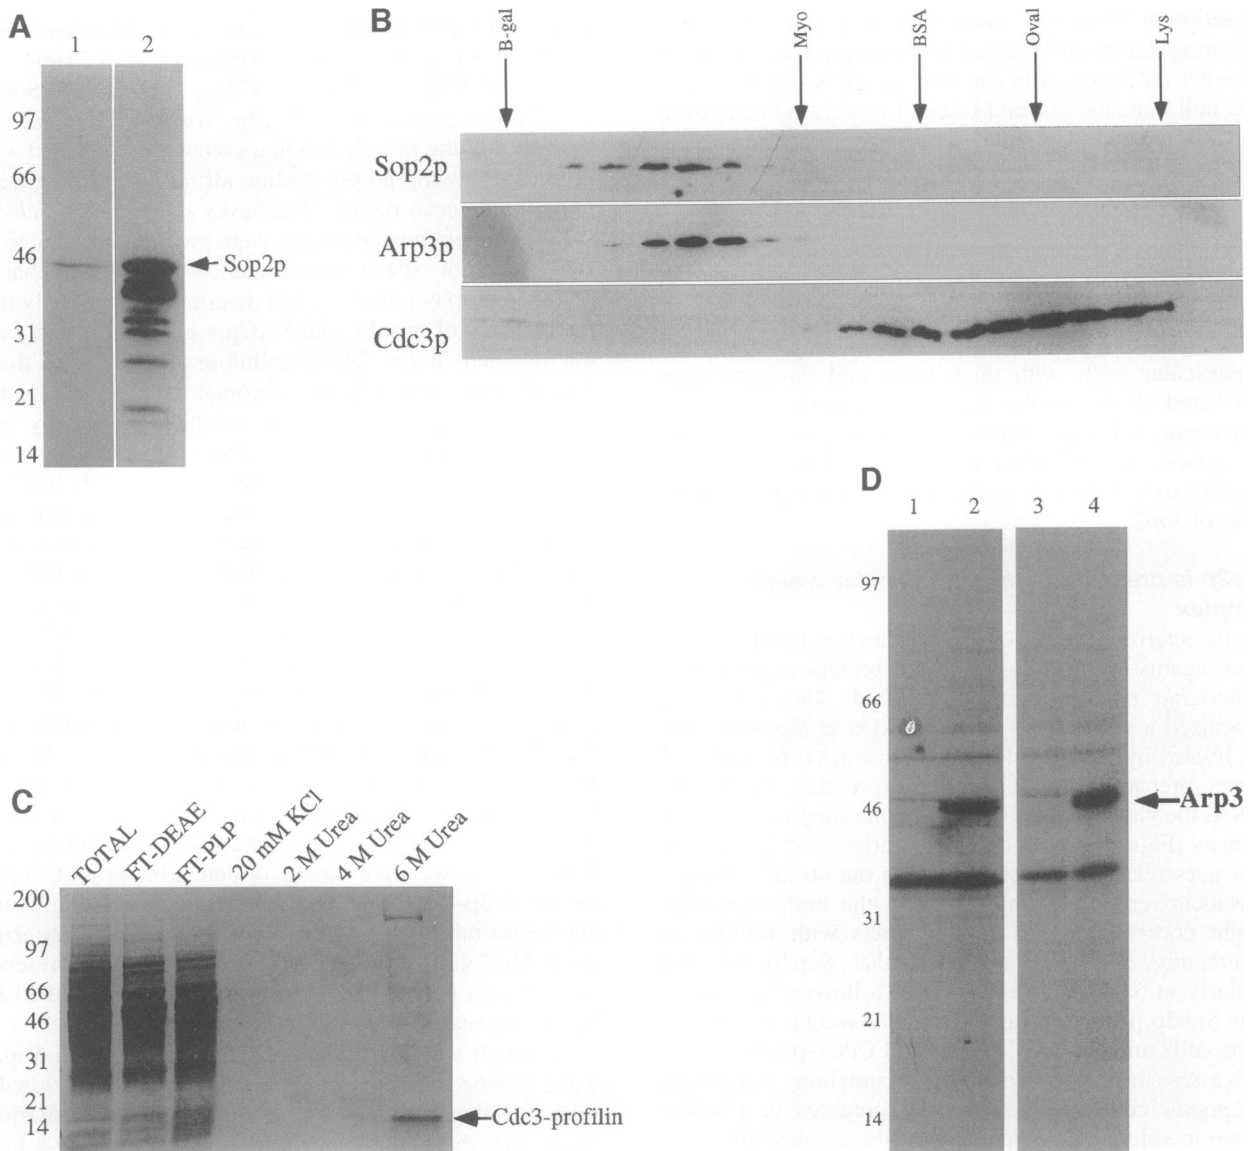 A
1 2
97
66
46
31
21
14
Sop2p
B
B-gal
Myo
BSA
Oval
Lys
Sop2p
Arp3p
Cdc3p
C
TOTAL
FT-DEAE
FT-PLP
20 mM KCl
2 M Urea
4 M Urea
6 M Urea
200
97
66
46
31
21
14
Cdc3-profilin
D
1 2 3 4
97
66
46
31
21
14
Arp3